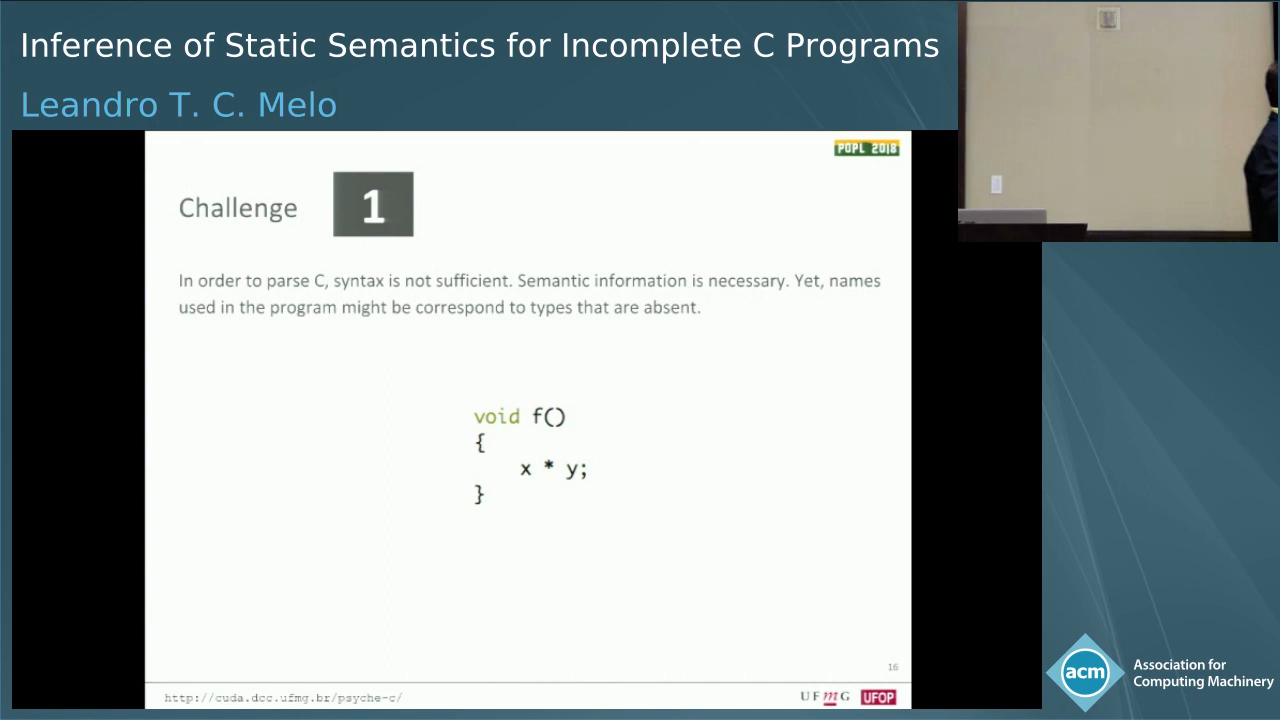 Inference of Static Semantics for Incomplete C Programs
Leandro T. C. Melo
POPL 2018
Challenge 1
In order to parse C, syntax is not sufficient. Semantic information is necessary. Yet, names
used in the program might be correspond to types that are absent.
void f()
{
x * y;
}
16
http://cuda.dcc.ufmg.br/psyche-c/
UFmG UFOP
acm
Association for
Computing Machinery